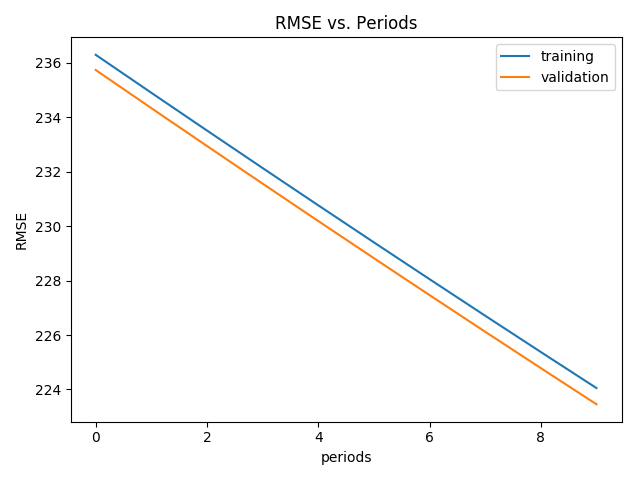 RMSE vs. Periods
training
validation
236
234
232
230
228
226
224
RMSE
0 2 4 6 8
periods